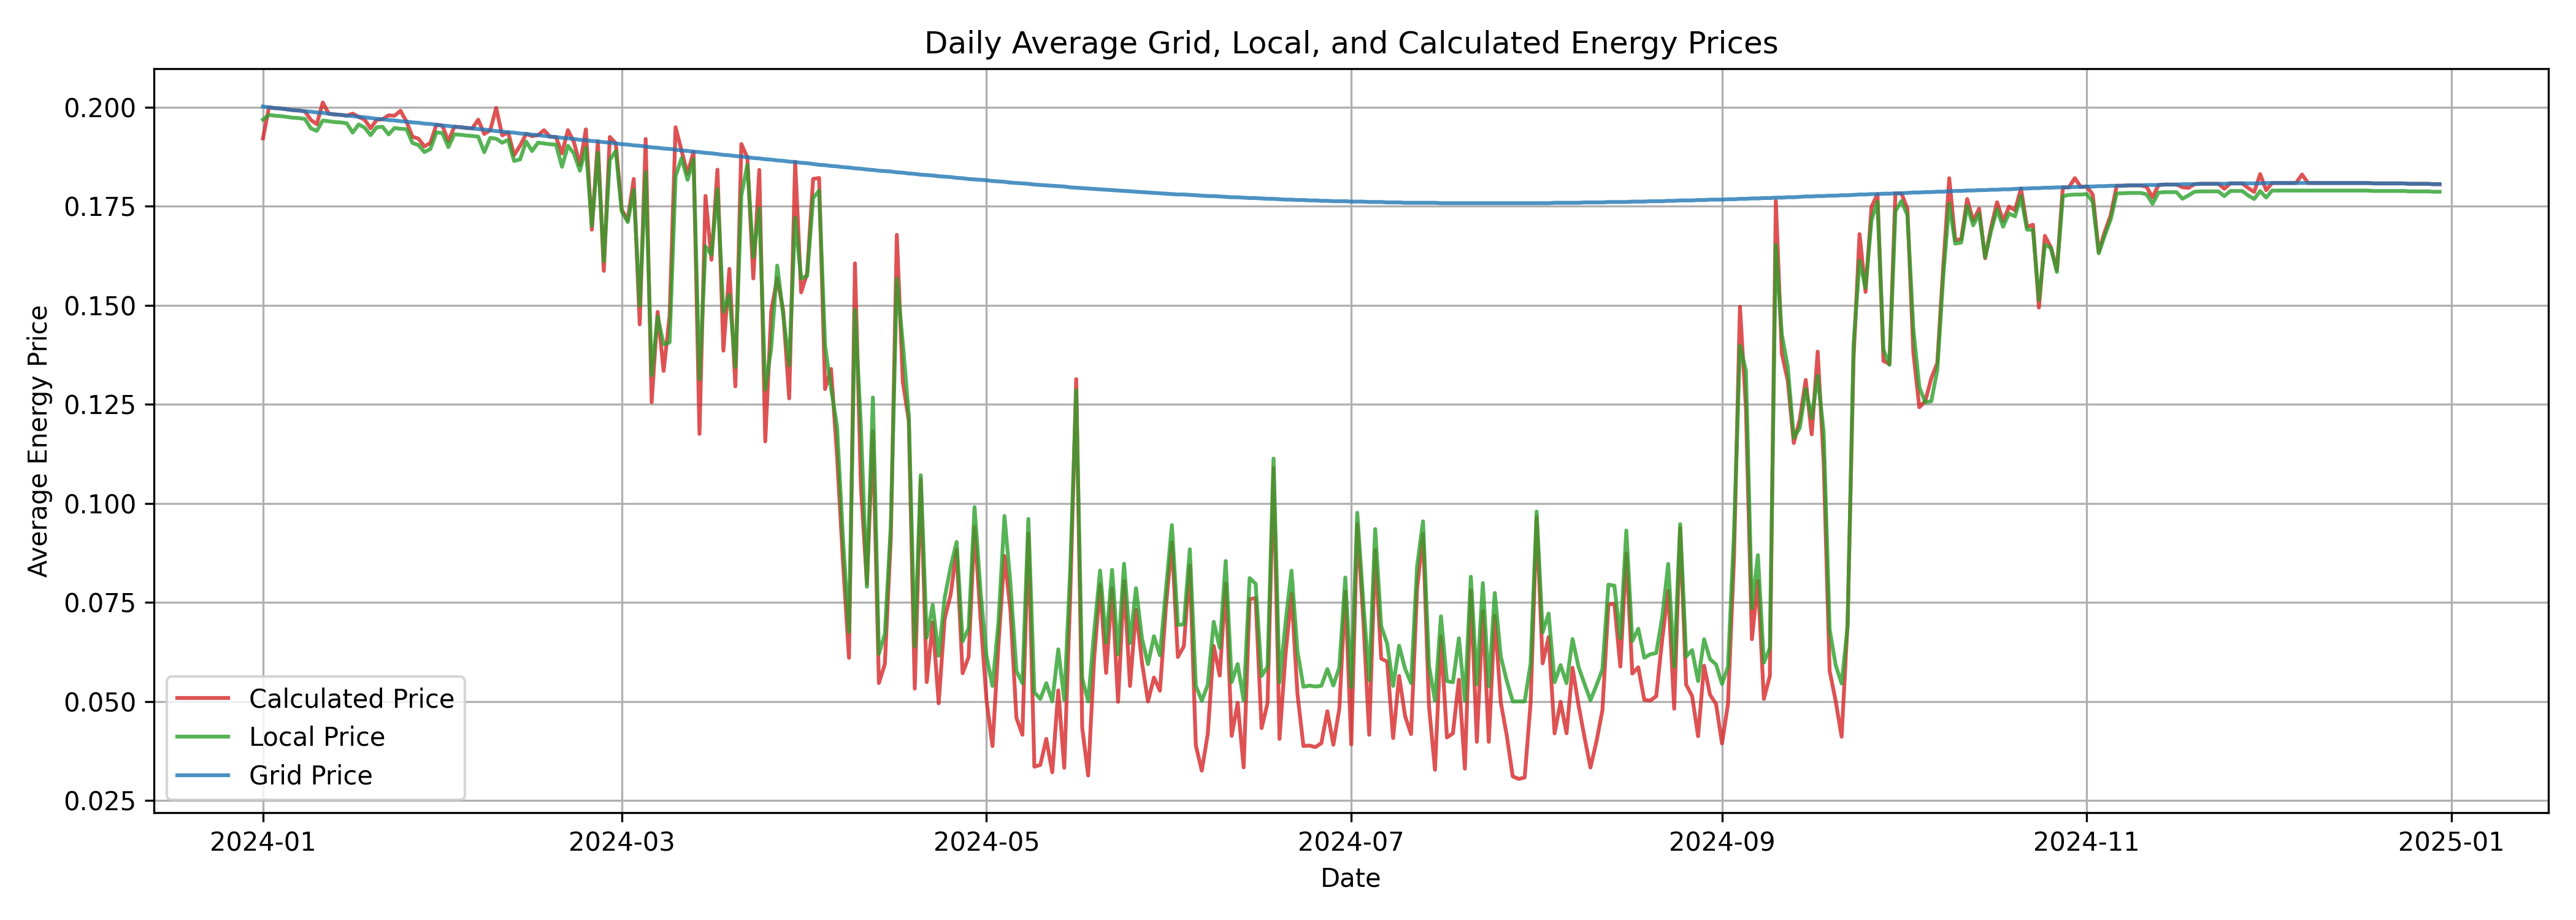 Daily Average Grid, Local, and Calculated Energy Prices
Average Energy Price
0.200
0.175
0.150
0.125
0.100
0.075
0.050
0.025
Calculated Price
Local Price
Grid Price
2024-01 2024-03 2024-05 2024-07 2024-09 2024-11 2025-01
Date